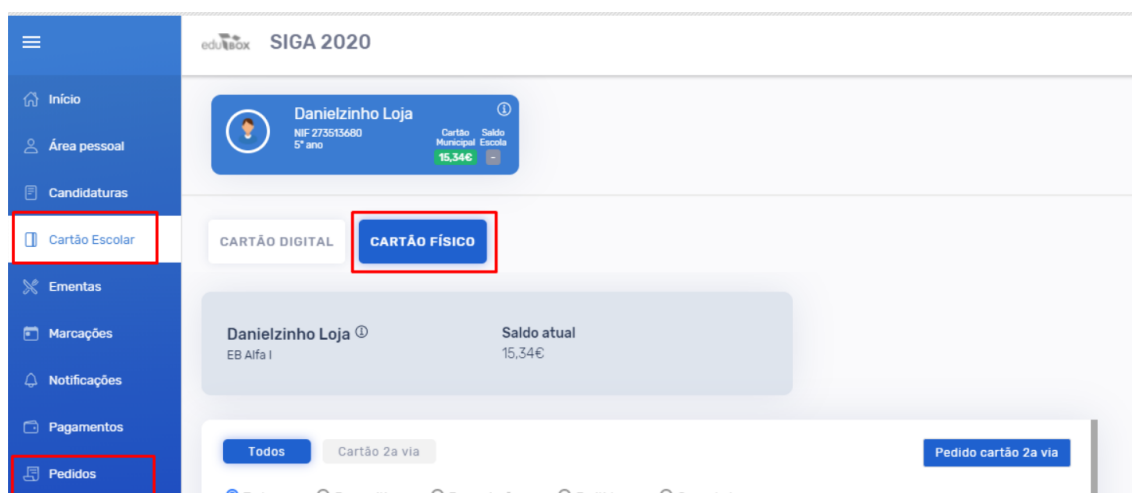 edubox SIGA 2020
Início
Área pessoal
Candidaturas
Cartão Escolar
Ementas
Marcações
Notificações
Pagamentos
Pedidos
Danielzinho Loja
NIF 273513680
5º ano
Cartão Municipal
15,34€
Saldo Escola
-
CARTÃO DIGITAL
CARTÃO FÍSICO
Danielzinho Loja
EB Alfa I
Saldo atual
15,34€
Todos
Cartão 2a via
Pedido cartão 2a via